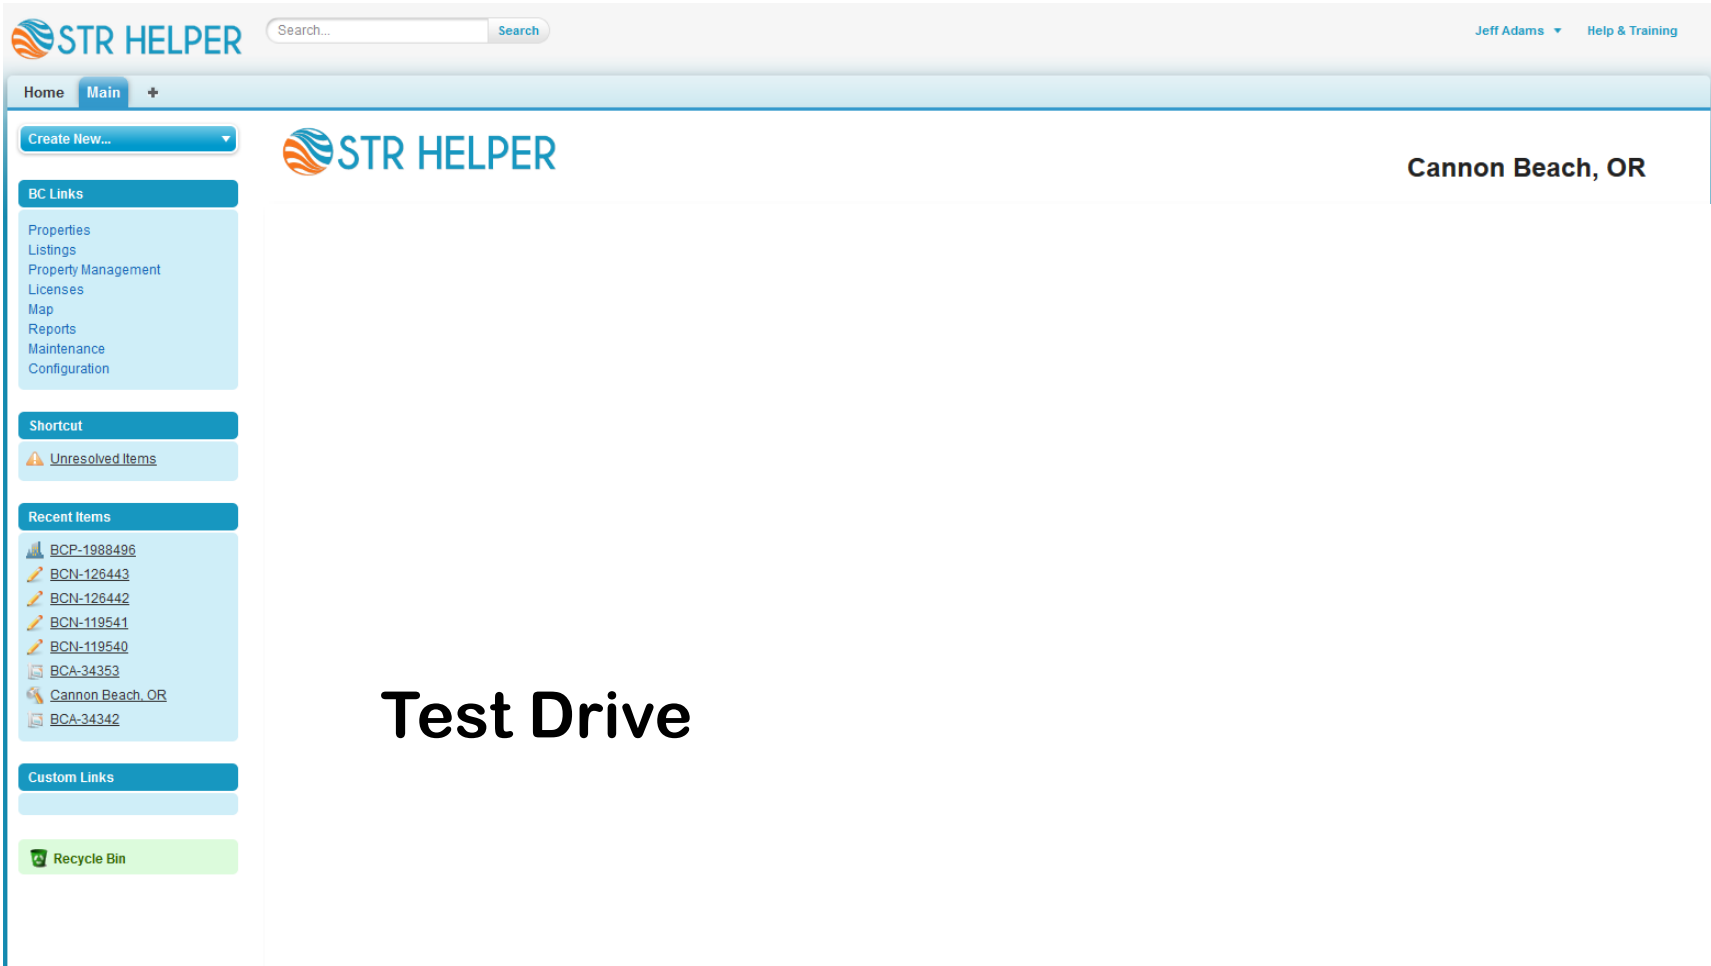 STR HELPER
Search...
Search
Jeff Adams
Help & Training
Home
Main
Create New...
STR HELPER
Cannon Beach, OR
BC Links
Properties
Listings
Property Management
Licenses
Map
Reports
Maintenance
Configuration
Shortcut
Unresolved Items
Recent Items
BCP-1988496
BCN-126443
BCN-126442
BCN-119541
BCN-119540
BCA-34353
Cannon Beach, OR
BCA-34342
Test Drive
Custom Links
Recycle Bin